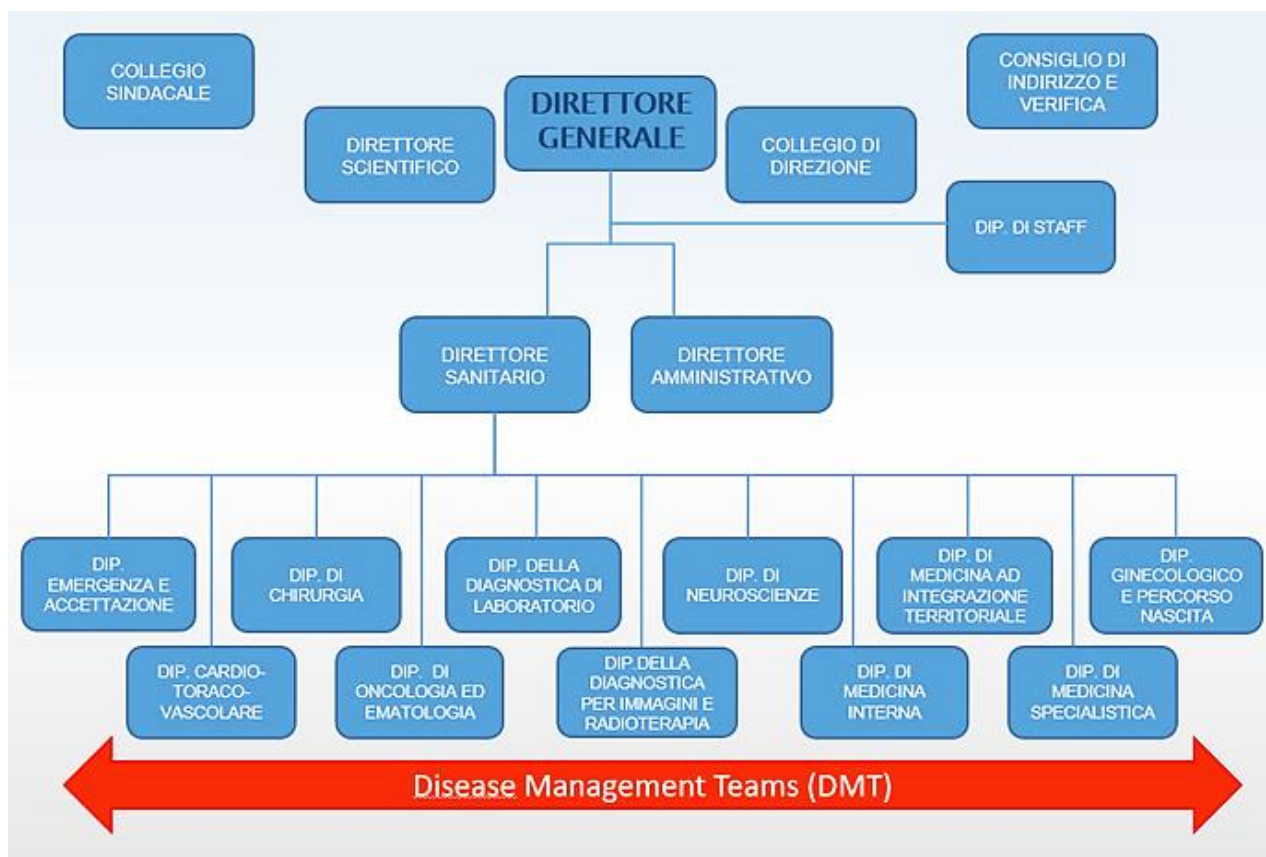 COLLEGIO
SINDACALE
DIRETTORE
SCIENTIFICO
DIRETTORE
GENERALE
COLLEGIO DI
DIREZIONE
CONSIGLIO DI
INDIRIZZO E
VERIFICA
DIP. DI STAFF
DIRETTORE
SANITARIO
DIRETTORE
AMMINISTRATIVO
DIP.
EMERGENZA E
ACCETTAZIONE
DIP. DI
CHIRURGIA
DIP. DELLA
DIAGNOSTICA DI
LABORATORIO
DIP. DI
NEUROSCIENZE
DIP. DI
MEDICINA AD
INTEGRAZIONE
TERRITORIALE
DIP.
GINECOLOGICO
E PERCORSO
NASCITA
DIP. CARDIO-
TORACO-
VASCOLARE
DIP. DI
ONCOLOGIA ED
EMATOLOGIA
DIP.DELLA
DIAGNOSTICA
PER IMMAGINI E
RADIOTERAPIA
DIP. DI
MEDICINA
INTERNA
DIP. DI
MEDICINA
SPECIALISTICA
Disease Management Teams (DMT)